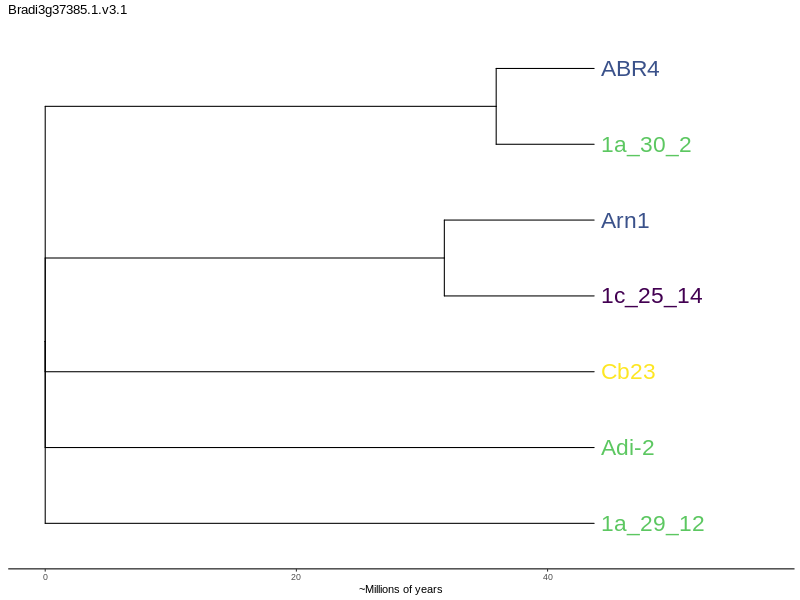 Bradi3g37385.1.v3.1
ABR4
1a_30_2
Arn1
1c_25_14
Cb23
Adi-2
1a_29_12
0 20 40
~Millions of years